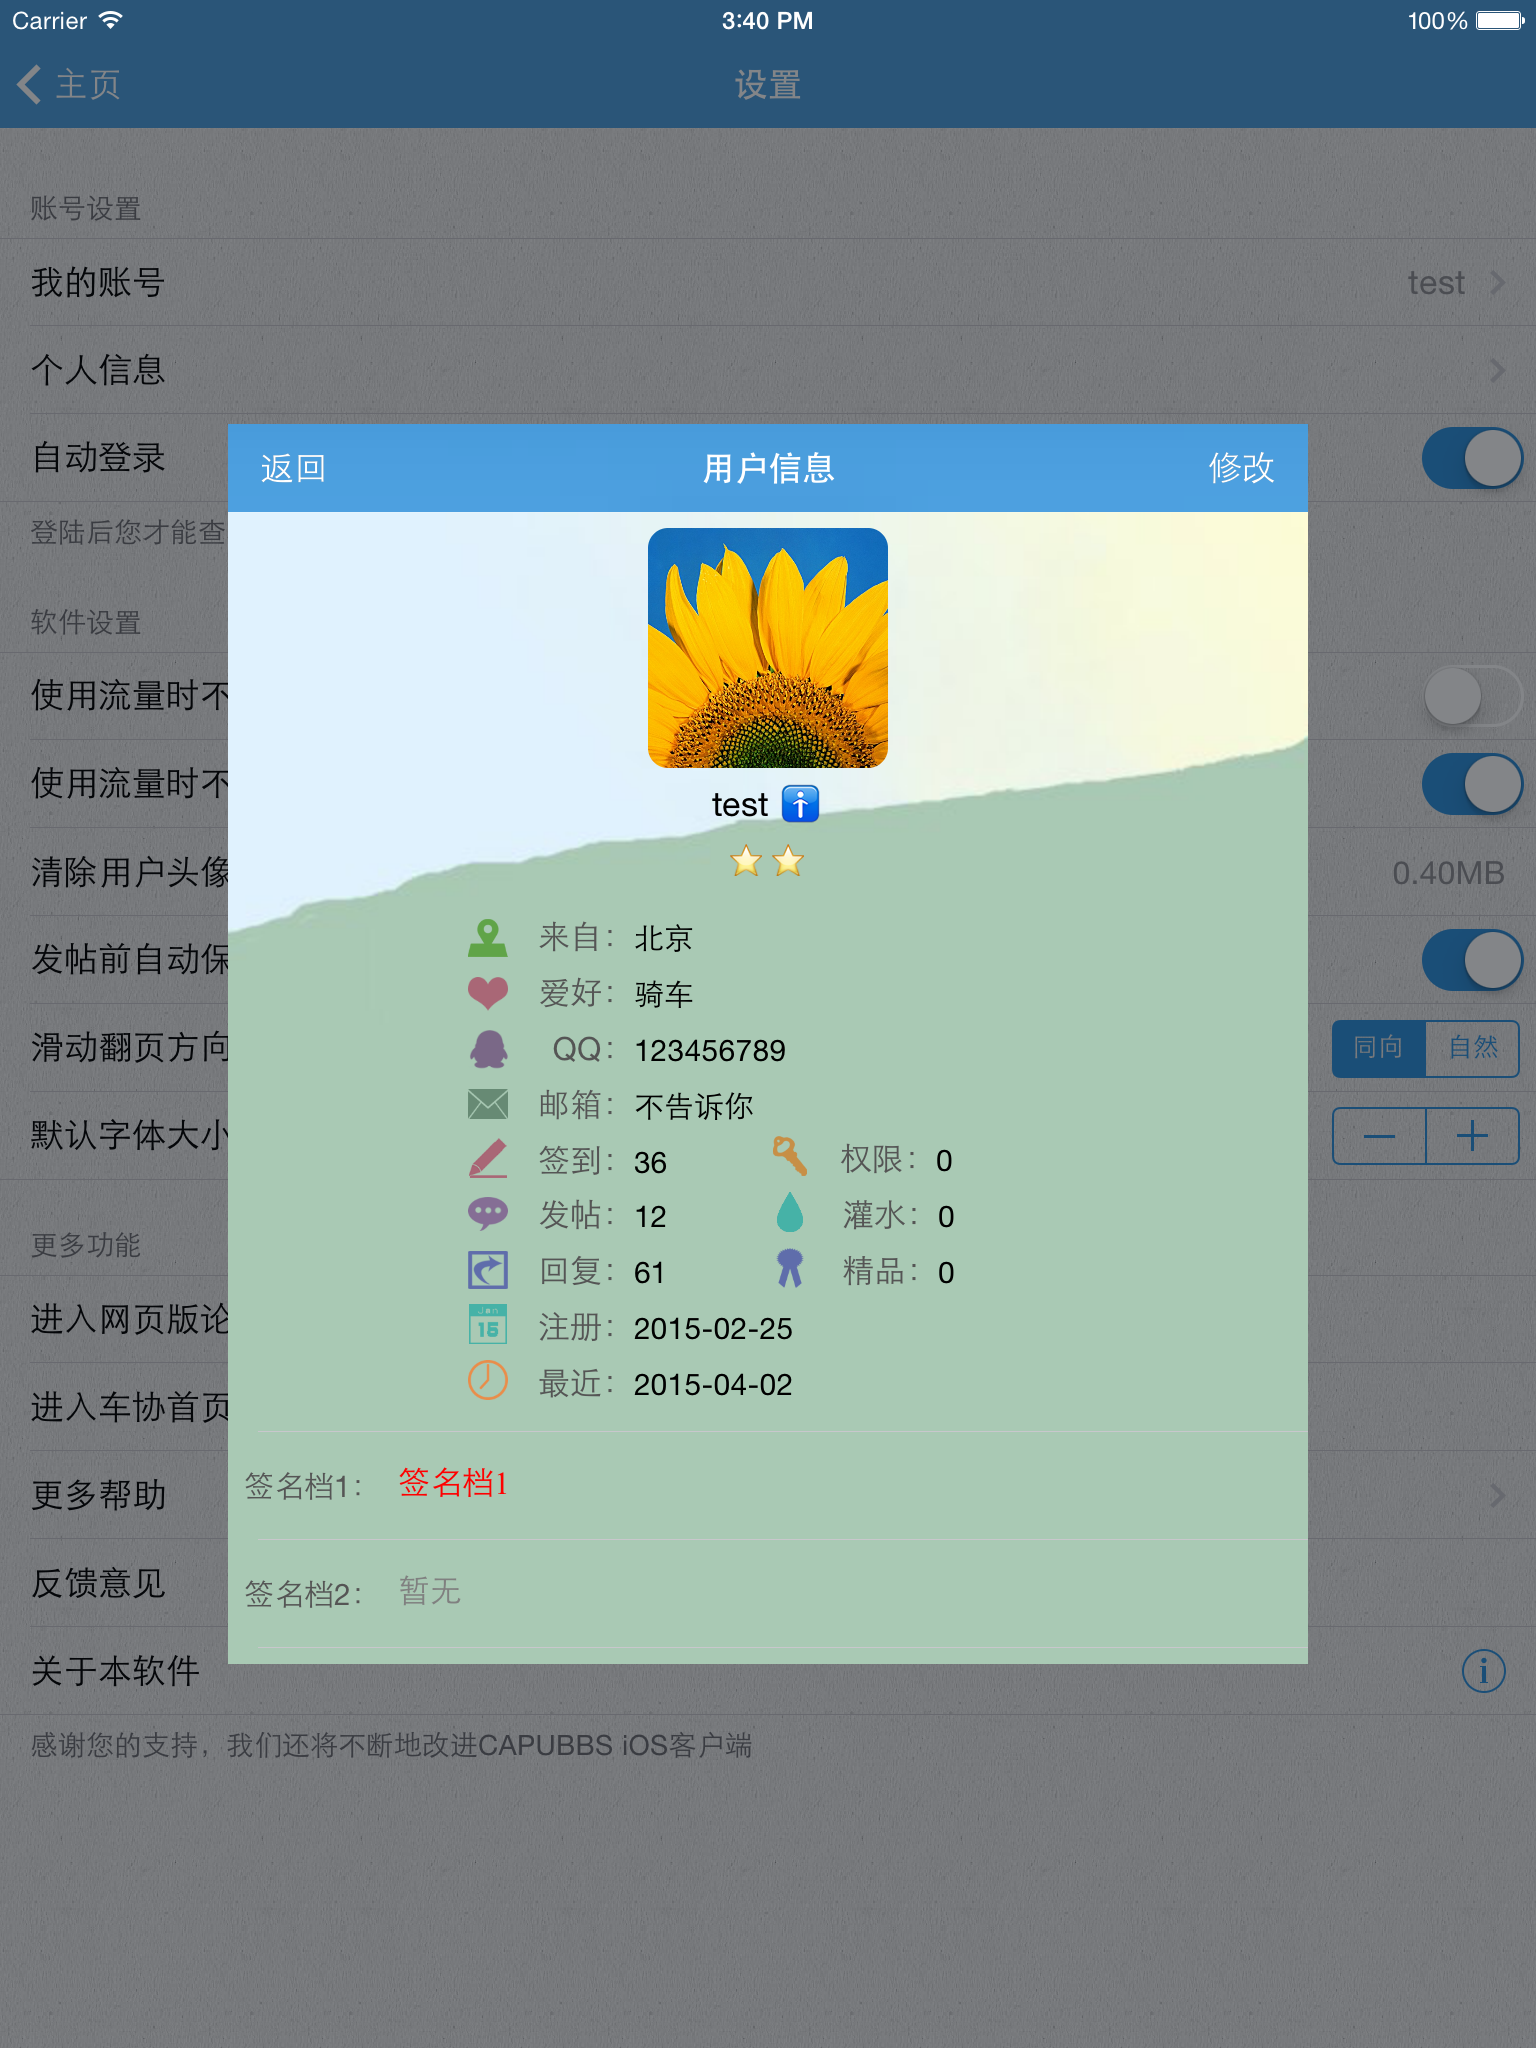 Carrier 3:40 PM 100%
主页 设置
账号设置
我的账号 test
个人信息
自动登录
登陆后您才能查
软件设置
使用流量时不
使用流量时不
清除用户头像 0.40MB
发帖前自动保
滑动翻页方向 同向 自然
默认字体大小
更多功能
进入网页版论
进入车协首页
更多帮助
反馈意见
关于本软件
感谢您的支持，我们还将不断地改进CAPUBBS iOS客户端
返回 用户信息 修改
test
来自： 北京
爱好： 骑车
QQ： 123456789
邮箱： 不告诉你
签到： 36 权限： 0
发帖： 12 灌水： 0
回复： 61 精品： 0
Jan
15
注册： 2015-02-25
最近： 2015-04-02
签名档1： 签名档1
签名档2： 暂无